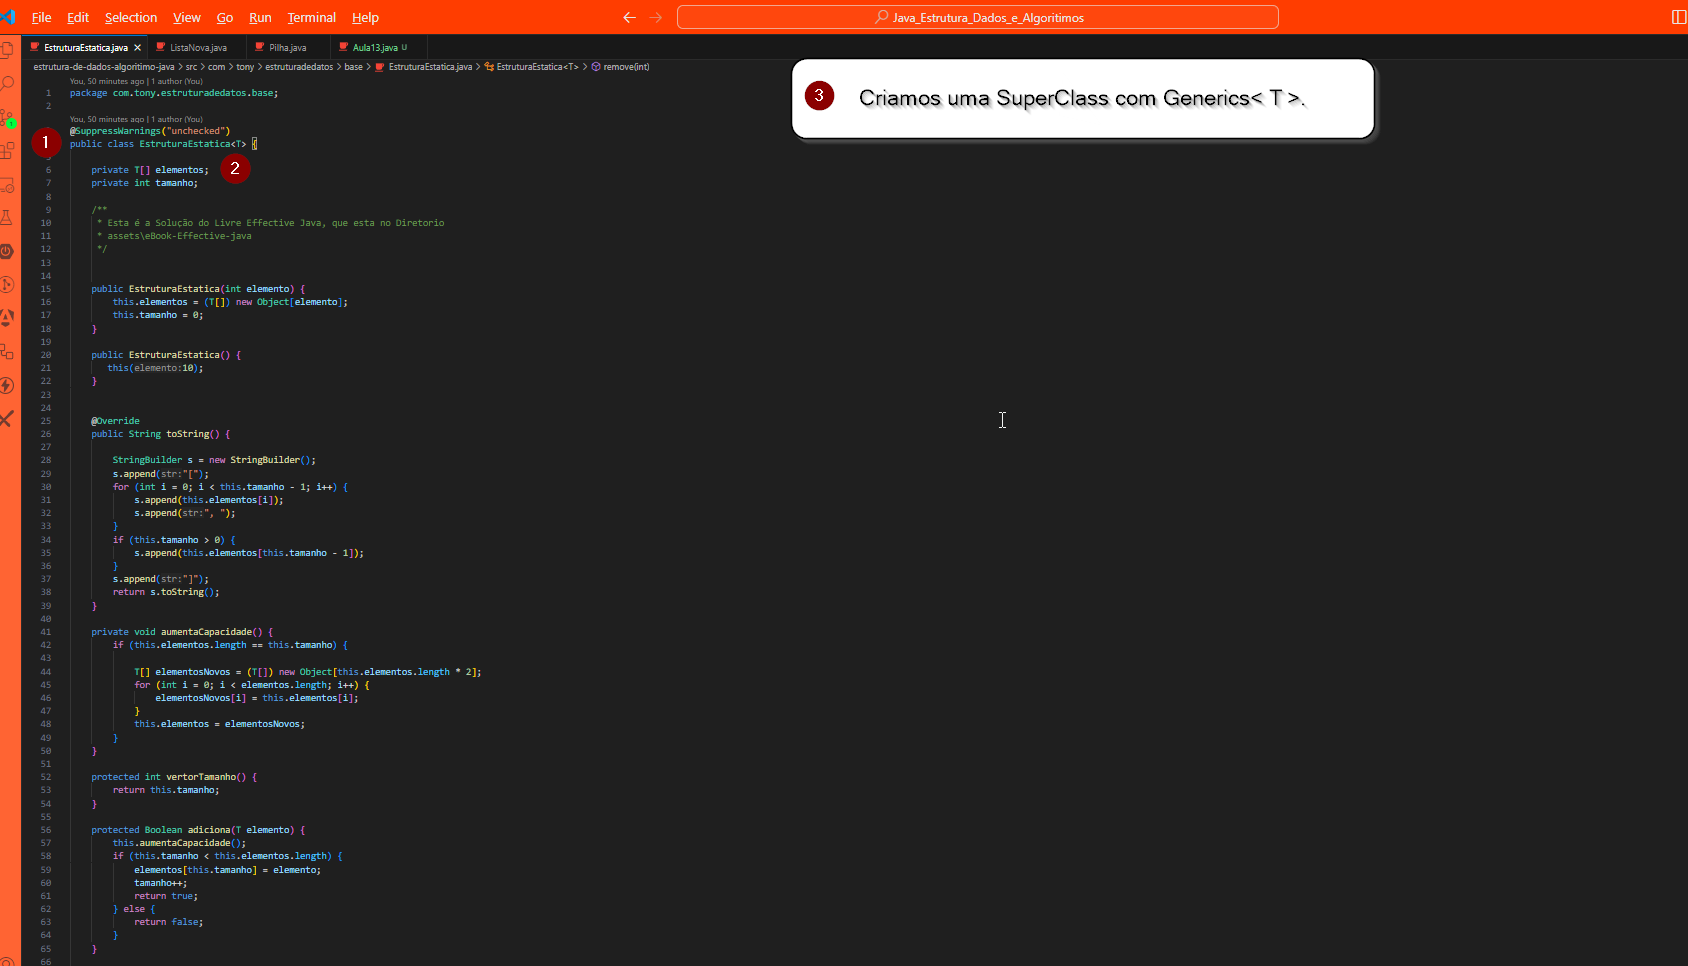 File Edit Selection View Go Run Terminal Help
Java_Estrutura_Dados_e_Algoritimos
EstruturaEstatica.java ListaNova.java Pilha.java Aula13.java U
estrutura-de-dados-algoritimo-java > src > com > tony > estruturadedatos > base > EstruturaEstatica.java > EstruturaEstatica<T> > remove(int)
3 Criamos uma SuperClass com Generics< T >.
You, 50 minutes ago | 1 author (You)
1 package com.tony.estruturadedatos.base;
2
You, 50 minutes ago | 1 author (You)
@SuppressWarnings("unchecked")
1 public class EstruturaEstatica<T> {
5
6 private T[] elementos; 2
7 private int tamanho;
8
9 /**
10 * Esta é a Solução do Livre Effective Java, que esta no Diretorio
11 * assets\eBook-Effective-java
12 */
13
14
15 public EstruturaEstatica(int elemento) {
16 this.elementos = (T[]) new Object[elemento];
17 this.tamanho = 0;
18 }
19
20 public EstruturaEstatica() {
21 this(elemento:10);
22 }
23
24
25 @Override
26 public String toString() {
27
28 StringBuilder s = new StringBuilder();
29 s.append(str:"[");
30 for (int i = 0; i < this.tamanho - 1; i++) {
31 s.append(this.elementos[i]);
32 s.append(str:", ");
33 }
34 if (this.tamanho > 0) {
35 s.append(this.elementos[this.tamanho - 1]);
36 }
37 s.append(str:"]");
38 return s.toString();
39 }
40
41 private void aumentaCapacidade() {
42 if (this.elementos.length == this.tamanho) {
43
44 T[] elementosNovos = (T[]) new Object[this.elementos.length * 2];
45 for (int i = 0; i < elementos.length; i++) {
46 elementosNovos[i] = this.elementos[i];
47 }
48 this.elementos = elementosNovos;
49 }
50 }
51
52 protected int vertorTamanho() {
53 return this.tamanho;
54 }
55
56 protected Boolean adiciona(T elemento) {
57 this.aumentaCapacidade();
58 if (this.tamanho < this.elementos.length) {
59 elementos[this.tamanho] = elemento;
60 tamanho++;
61 return true;
62 } else {
63 return false;
64 }
65 }
66